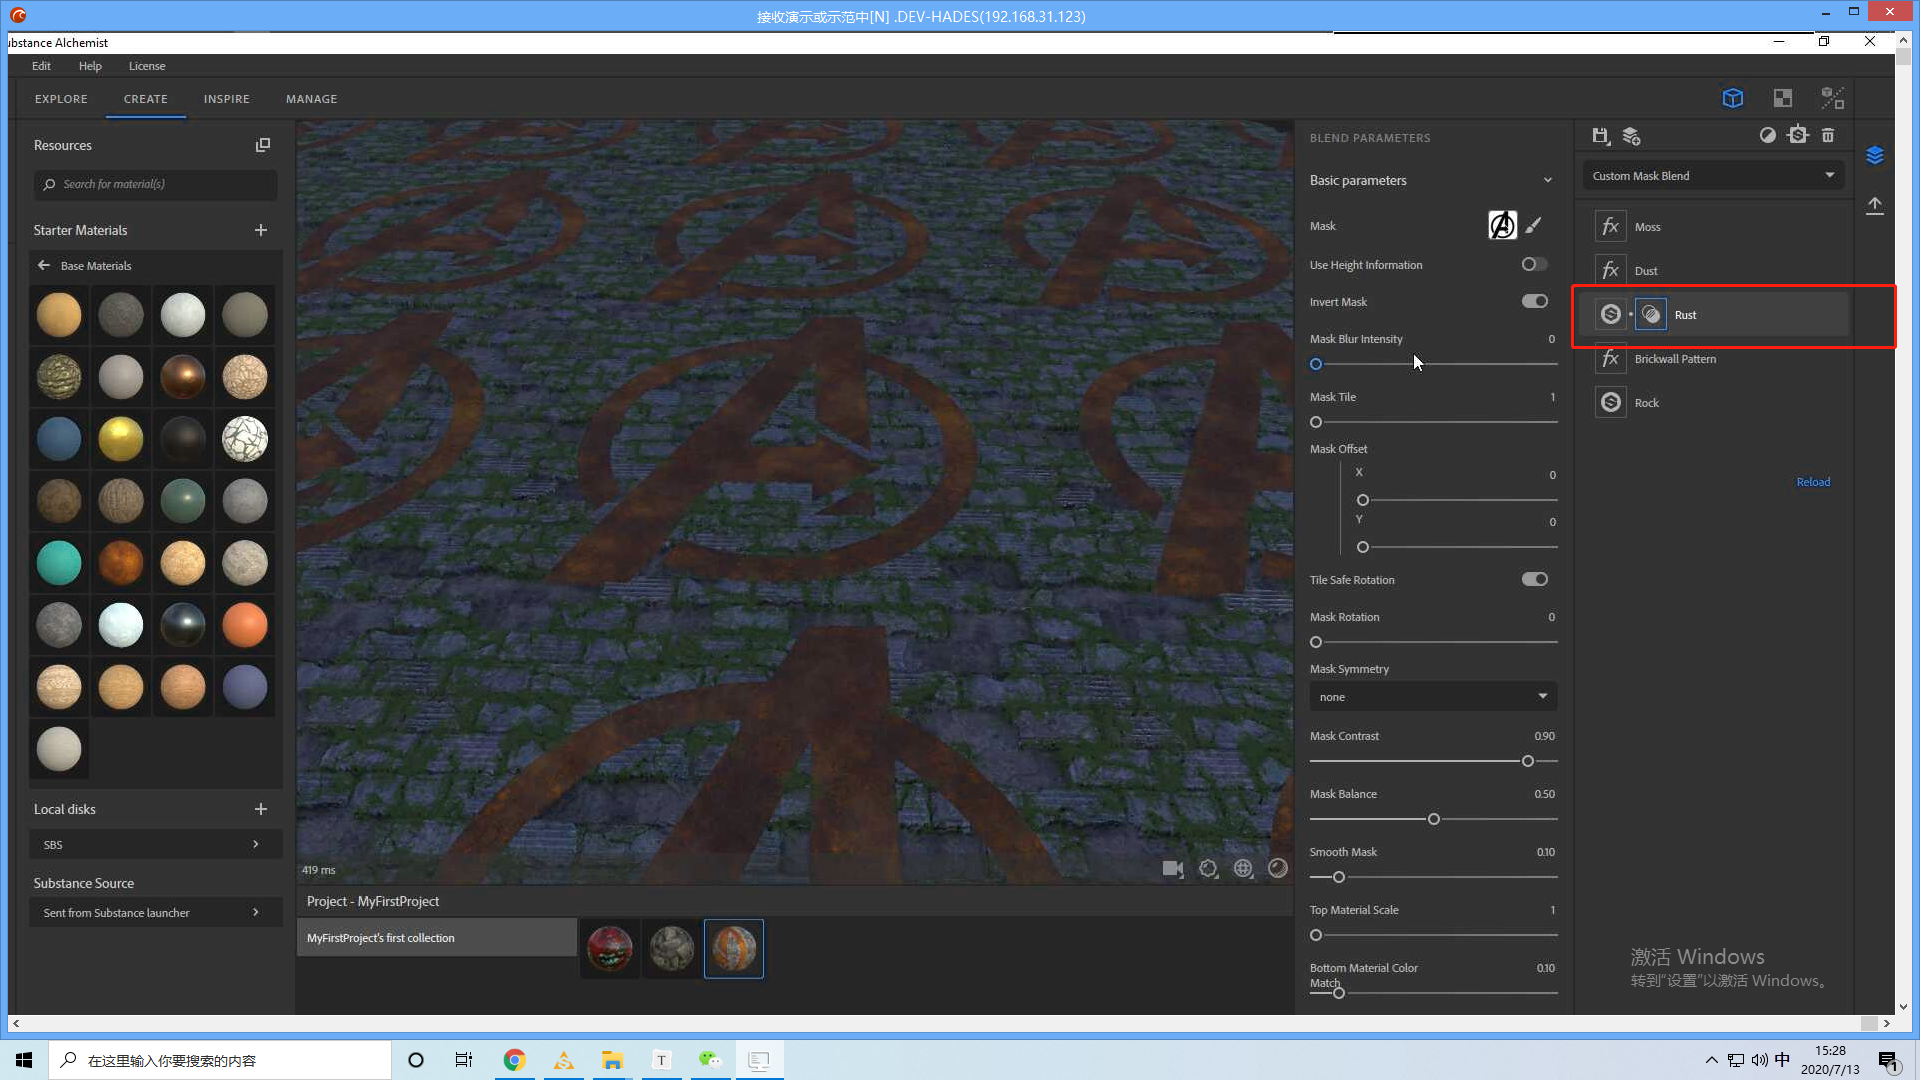 接收演示或示范中[N] .DEV-HADES(192.168.31.123)
ubstance Alchemist
Edit Help License
EXPLORE CREATE INSPIRE MANAGE
Resources
Search for material(s)
Starter Materials
Base Materials
Local disks
SBS
Substance Source
Sent from Substance launcher
419 ms
Project - MyFirstProject
MyFirstProject's first collection
BLEND PARAMETERS
Basic parameters
Mask
Use Height Information
Invert Mask
Mask Blur Intensity 0
Mask Tile 1
Mask Offset
X 0
Y 0
Tile Safe Rotation
Mask Rotation 0
Mask Symmetry
none
Mask Contrast 0.90
Mask Balance 0.50
Smooth Mask 0.10
Top Material Scale 1
Bottom Material Color Match 0.10
Custom Mask Blend
fx Moss
fx Dust
Rust
fx Brickwall Pattern
Rock
Reload
激活 Windows
转到"设置"以激活 Windows。
在这里输入你要搜索的内容
T
中
15:28
2020/7/13
1